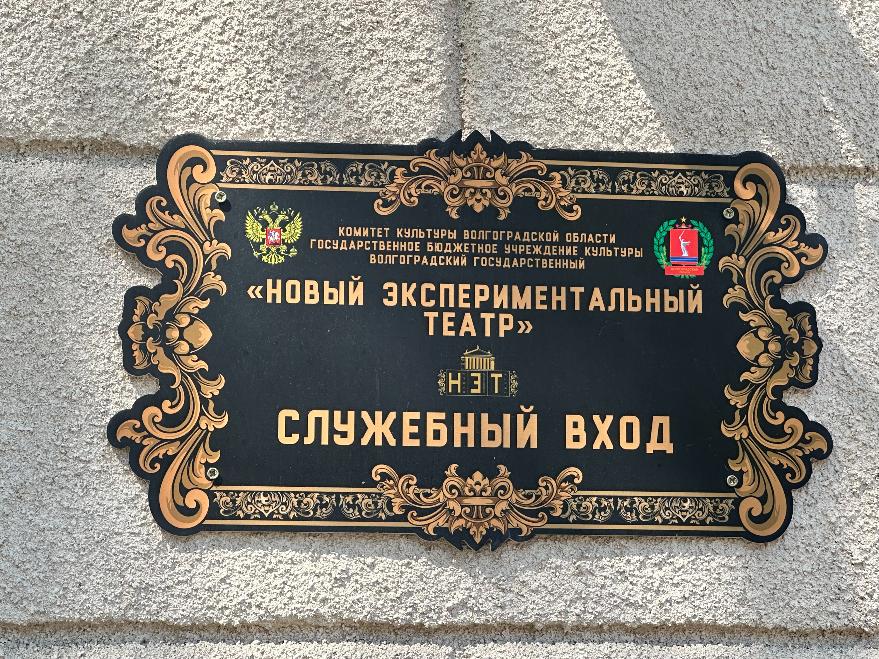 КОМИТЕТ КУЛЬТУРЫ ВОЛГОГРАДСКОЙ ОБЛАСТИ
ГОСУДАРСТВЕННОЕ БЮДЖЕТНОЕ УЧРЕЖДЕНИЕ КУЛЬТУРЫ
ВОЛГОГРАДСКИЙ ГОСУДАРСТВЕННЫЙ
«НОВЫЙ ЭКСПЕРИМЕНТАЛЬНЫЙ
ТЕАТР»
НЭТ
СЛУЖЕБНЫЙ ВХОД